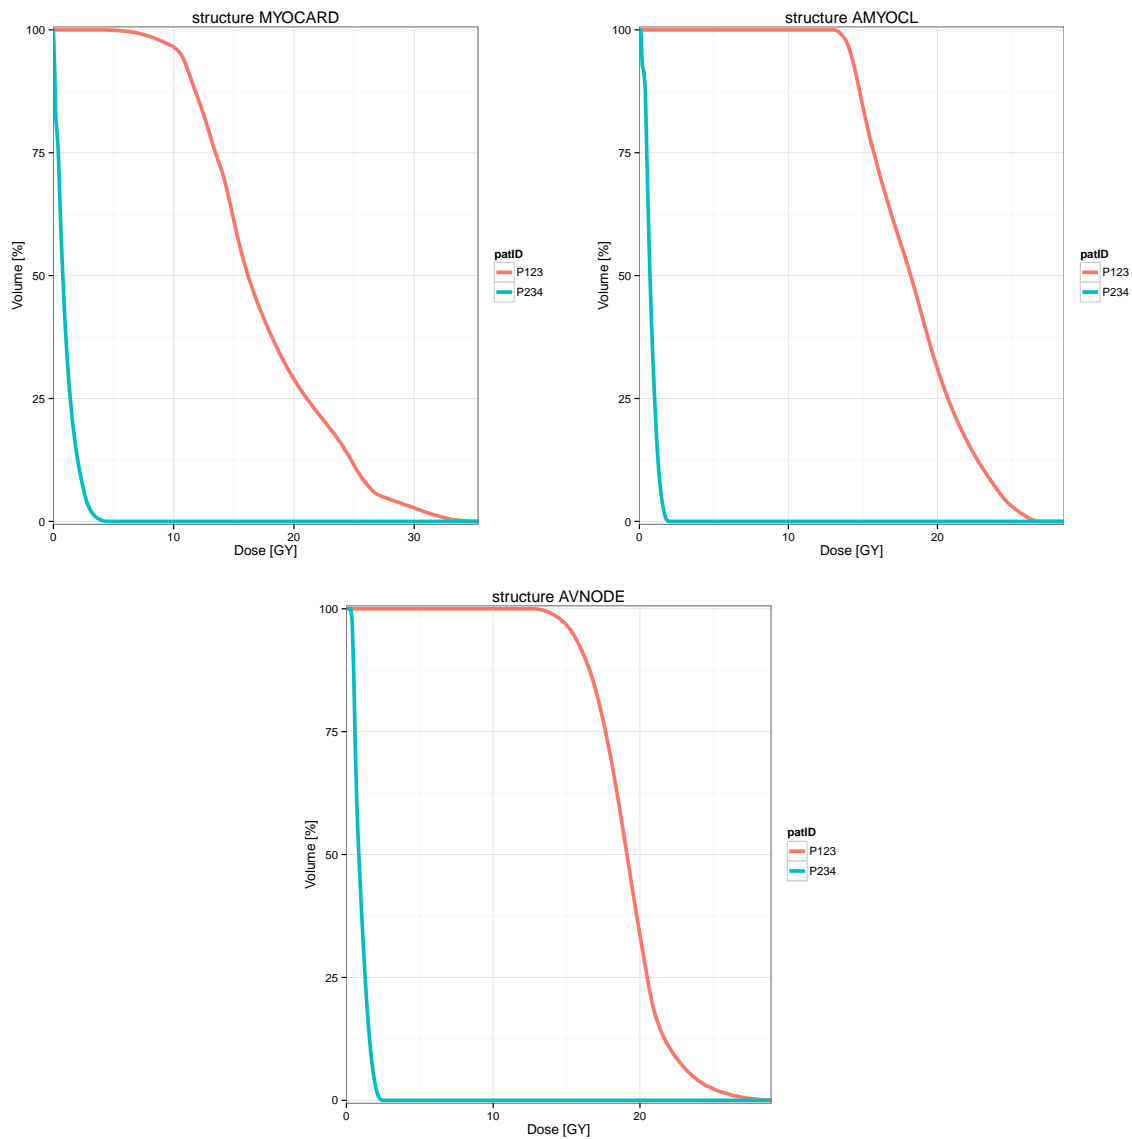 structure MYOCARD
100
75
50
25
0
Volume [%]
0 10 20 30
Dose [GY]
patID
P123
P234
structure AMYOCL
100
75
50
25
0
Volume [%]
0 10 20
Dose [GY]
patID
P123
P234
structure AVNODE
100
75
50
25
0
Volume [%]
0 10 20
Dose [GY]
patID
P123
P234